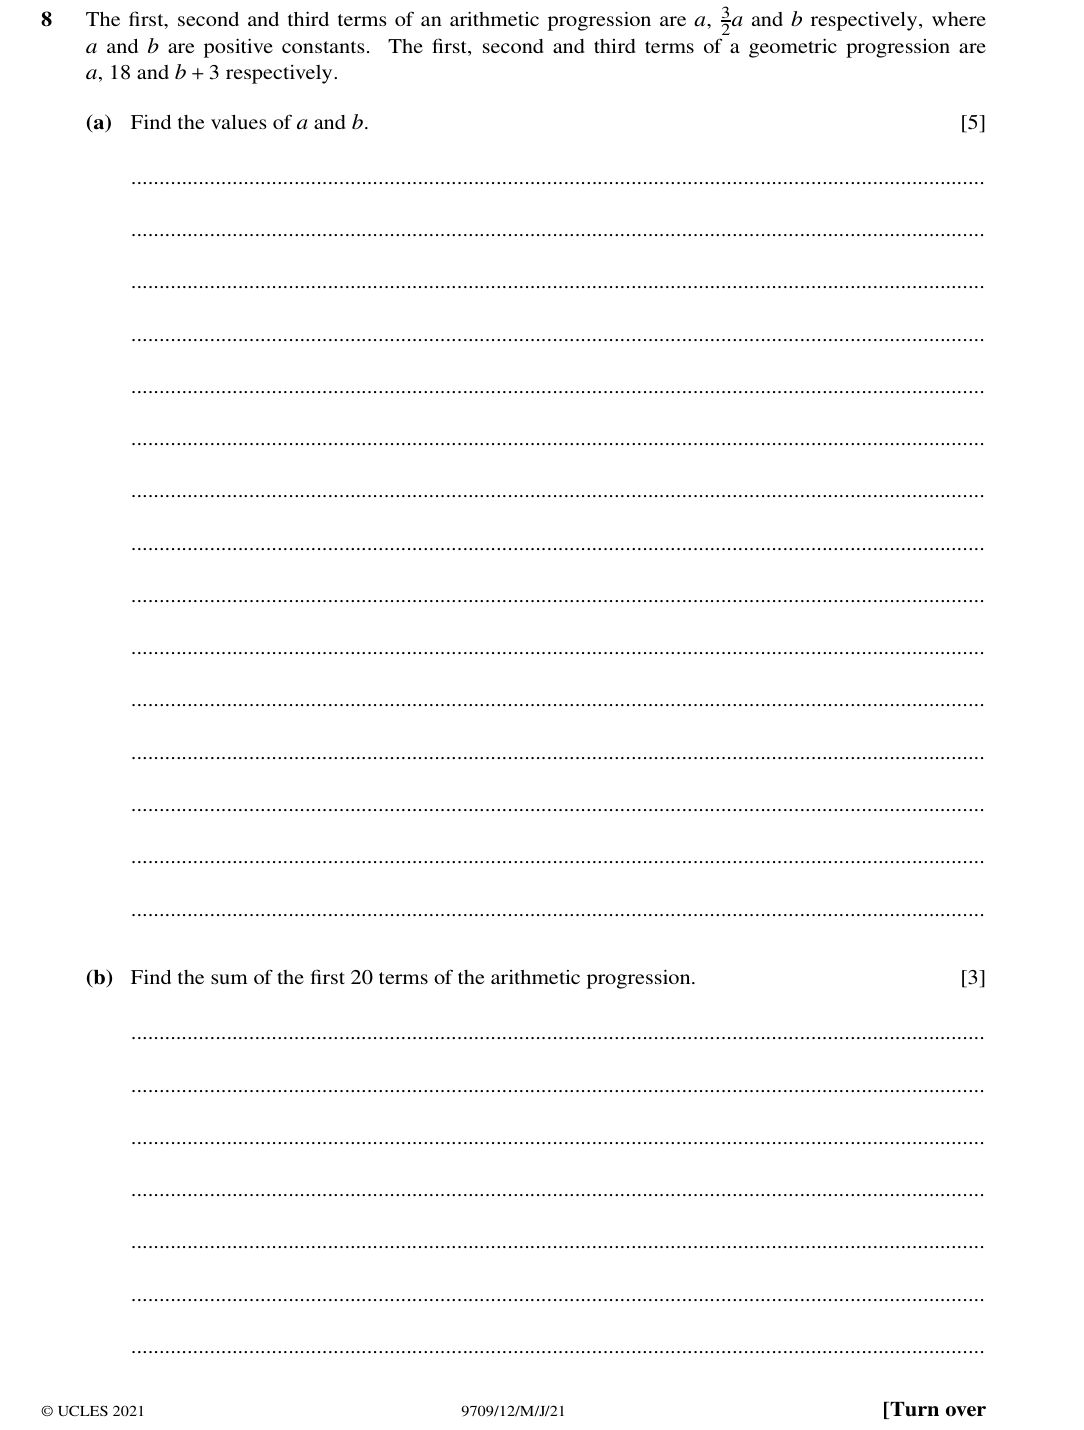 8 The first, second and third terms of an arithmetic progression are a, 3/2 a and b respectively, where
a and b are positive constants. The first, second and third terms of a geometric progression are
a, 18 and b + 3 respectively.
(a) Find the values of a and b. [5]
(b) Find the sum of the first 20 terms of the arithmetic progression. [3]
© UCLES 2021 9709/12/M/J/21 [Turn over